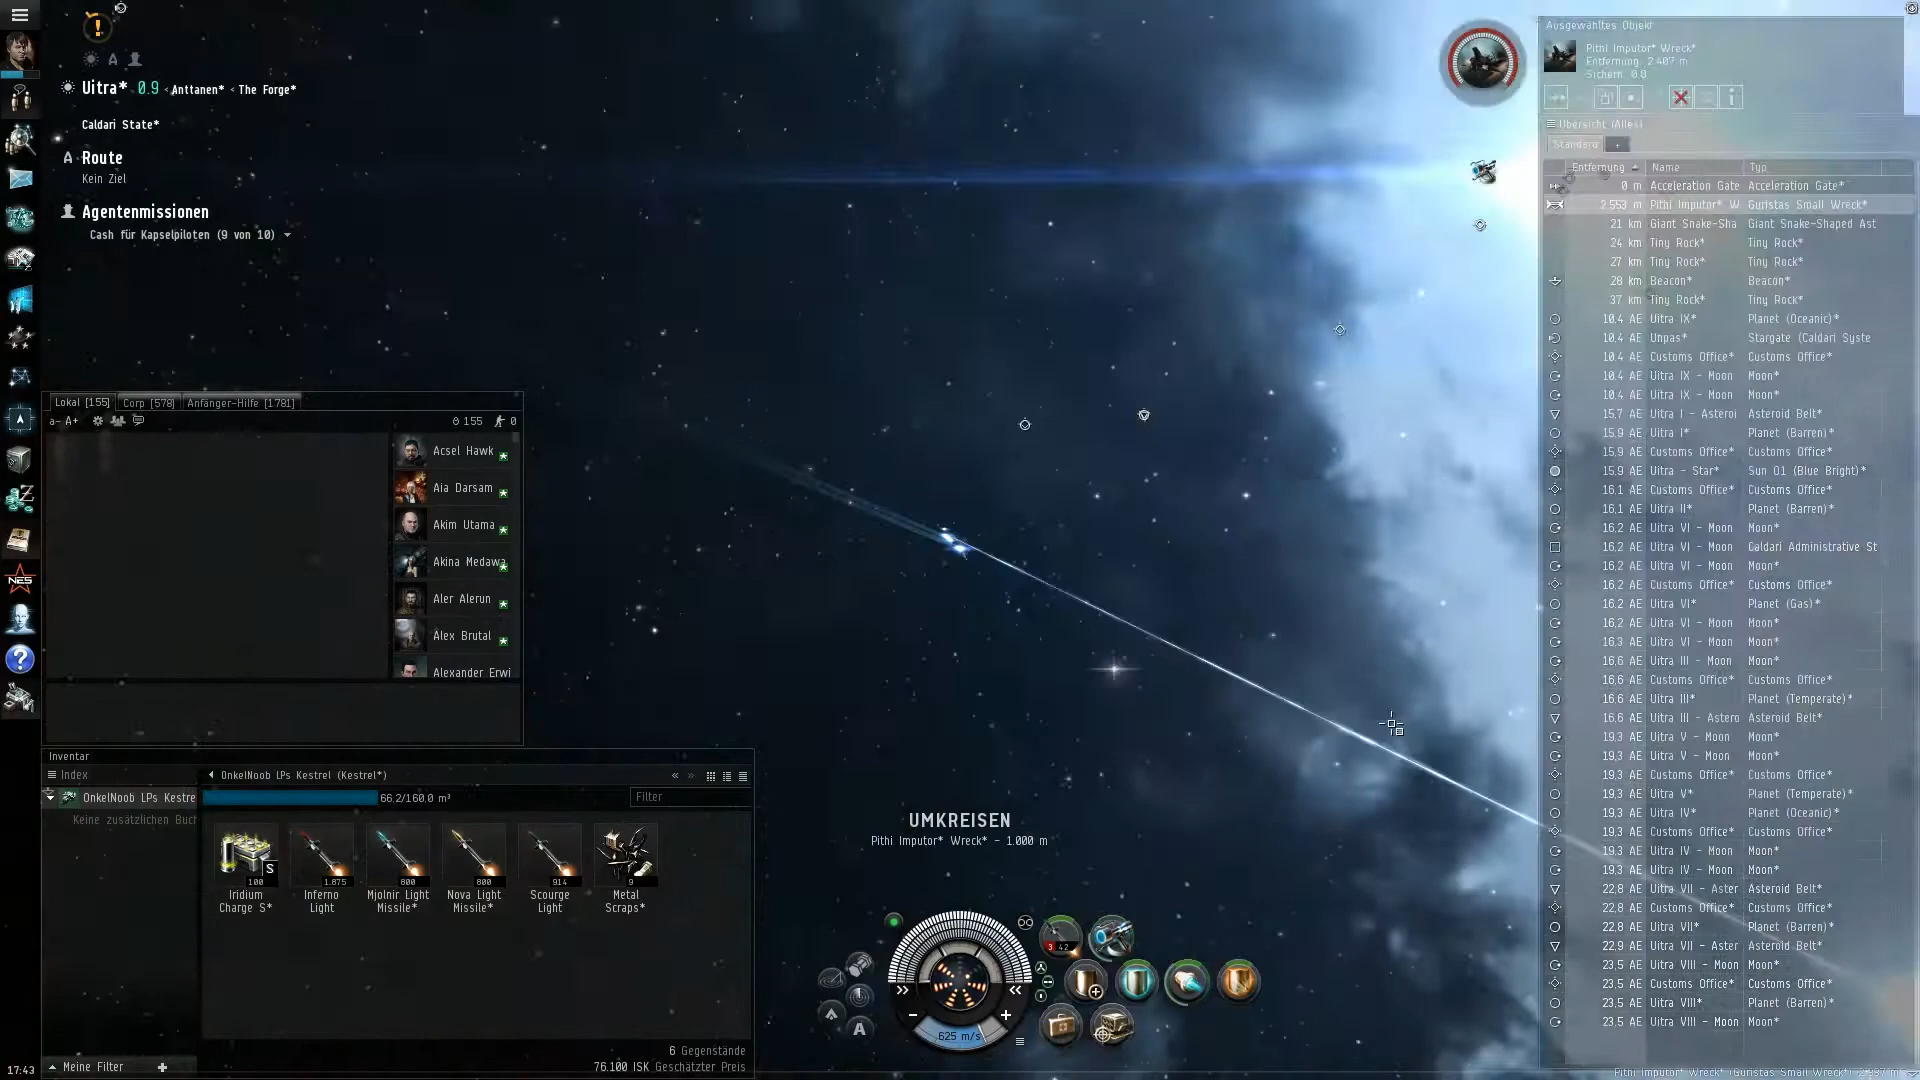 Uitra* 0.9 < Anttanen* < The Forge*
Caldari State*
A Route
Kein Ziel
Agentenmissionen
Cash für Kapselpiloten (9 von 10)
Lokal [155] Corp [578] Anfänger-Hilfe [1781]
a- A+ 155 0
Acsel Hawk
Aia Darsam
Akim Utama
Akina Medawa
Aler Alerun
Alex Brutal
Alexander Erwi
NES
Inventar
Index
OnkelNoob LPs Kestrel (Kestrel*)
OnkelNoob LPs Kestre
66,2/160,0 m³
Filter
Keine zusätzlichen Buch
S
100 1.875 800 800 914 9
Iridium Charge S*
Inferno Light
Mjolnir Light Missile*
Nova Light Missile*
Scourge Light
Metal Scraps*
6 Gegenstände
76.100 ISK Geschätzter Preis
Meine Filter +
17:43
UMKREISEN
Pithi Imputor* Wreck* - 1.000 m
3 42
A
625 m/s
Ausgewähltes Objekt
Pithi Imputor* Wreck*
Entfernung: 2 407 m
Übersicht (Alles)
Standard +
Entfernung Name Typ
0 m Acceleration Gate Acceleration Gate*
2.553 m Pithi Imputor* W Guristas Small Wreck*
21 km Giant Snake-Sha Giant Snake-Shaped Ast
24 km Tiny Rock* Tiny Rock*
27 km Tiny Rock* Tiny Rock*
28 km Beacon* Beacon*
37 km Tiny Rock* Tiny Rock*
10.4 AE Uitra IX* Planet (Oceanic)*
10.4 AE Unpas* Stargate (Caldari Syste
10.4 AE Customs Office* Customs Office*
10.4 AE Uitra IX - Moon Moon*
10.4 AE Uitra IX - Moon Moon*
15.7 AE Uitra I - Asteroi Asteroid Belt*
15.9 AE Uitra I* Planet (Barren)*
15.9 AE Customs Office* Customs Office*
15.9 AE Uitra - Star* Sun O1 (Blue Bright)*
16.1 AE Customs Office* Customs Office*
16.1 AE Uitra II* Planet (Barren)*
16.2 AE Uitra VI - Moon Moon*
16.2 AE Uitra VI - Moon Caldari Administrative St
16.2 AE Uitra VI - Moon Moon*
16.2 AE Customs Office* Customs Office*
16.2 AE Uitra VI* Planet (Gas)*
16,2 AE Uitra VI - Moon Moon*
16,3 AE Uitra VI - Moon Moon*
16,6 AE Uitra III - Moon Moon*
16,6 AE Customs Office* Customs Office*
16,6 AE Uitra III* Planet (Temperate)*
16,6 AE Uitra III - Astero Asteroid Belt*
19,3 AE Uitra V - Moon Moon*
19,3 AE Uitra V - Moon Moon*
19,3 AE Customs Office* Customs Office*
19,3 AE Uitra V* Planet (Temperate)*
19,3 AE Uitra IV* Planet (Oceanic)*
19,3 AE Customs Office* Customs Office*
19,3 AE Uitra IV - Moon Moon*
19,3 AE Uitra IV - Moon Moon*
22,8 AE Uitra VII - Aster Asteroid Belt*
22,8 AE Customs Office* Customs Office*
22,8 AE Uitra VII* Planet (Barren)*
22,9 AE Uitra VII - Aster Asteroid Belt*
23,5 AE Uitra VIII - Moon Moon*
23,5 AE Customs Office* Customs Office*
23,5 AE Uitra VIII* Planet (Barren)*
23,5 AE Uitra VIII - Moon Moon*
Pithi Imputor* Wreck* (Guristas Small Wreck*)